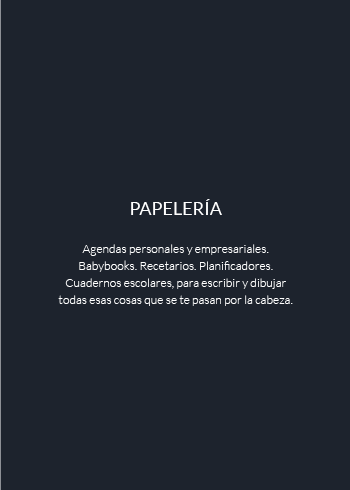 PAPELERÍA
Agendas personales y empresariales.
Babybooks. Recetarios. Planificadores.
Cuadernos escolares, para escribir y dibujar
todas esas cosas que se te pasan por la cabeza.